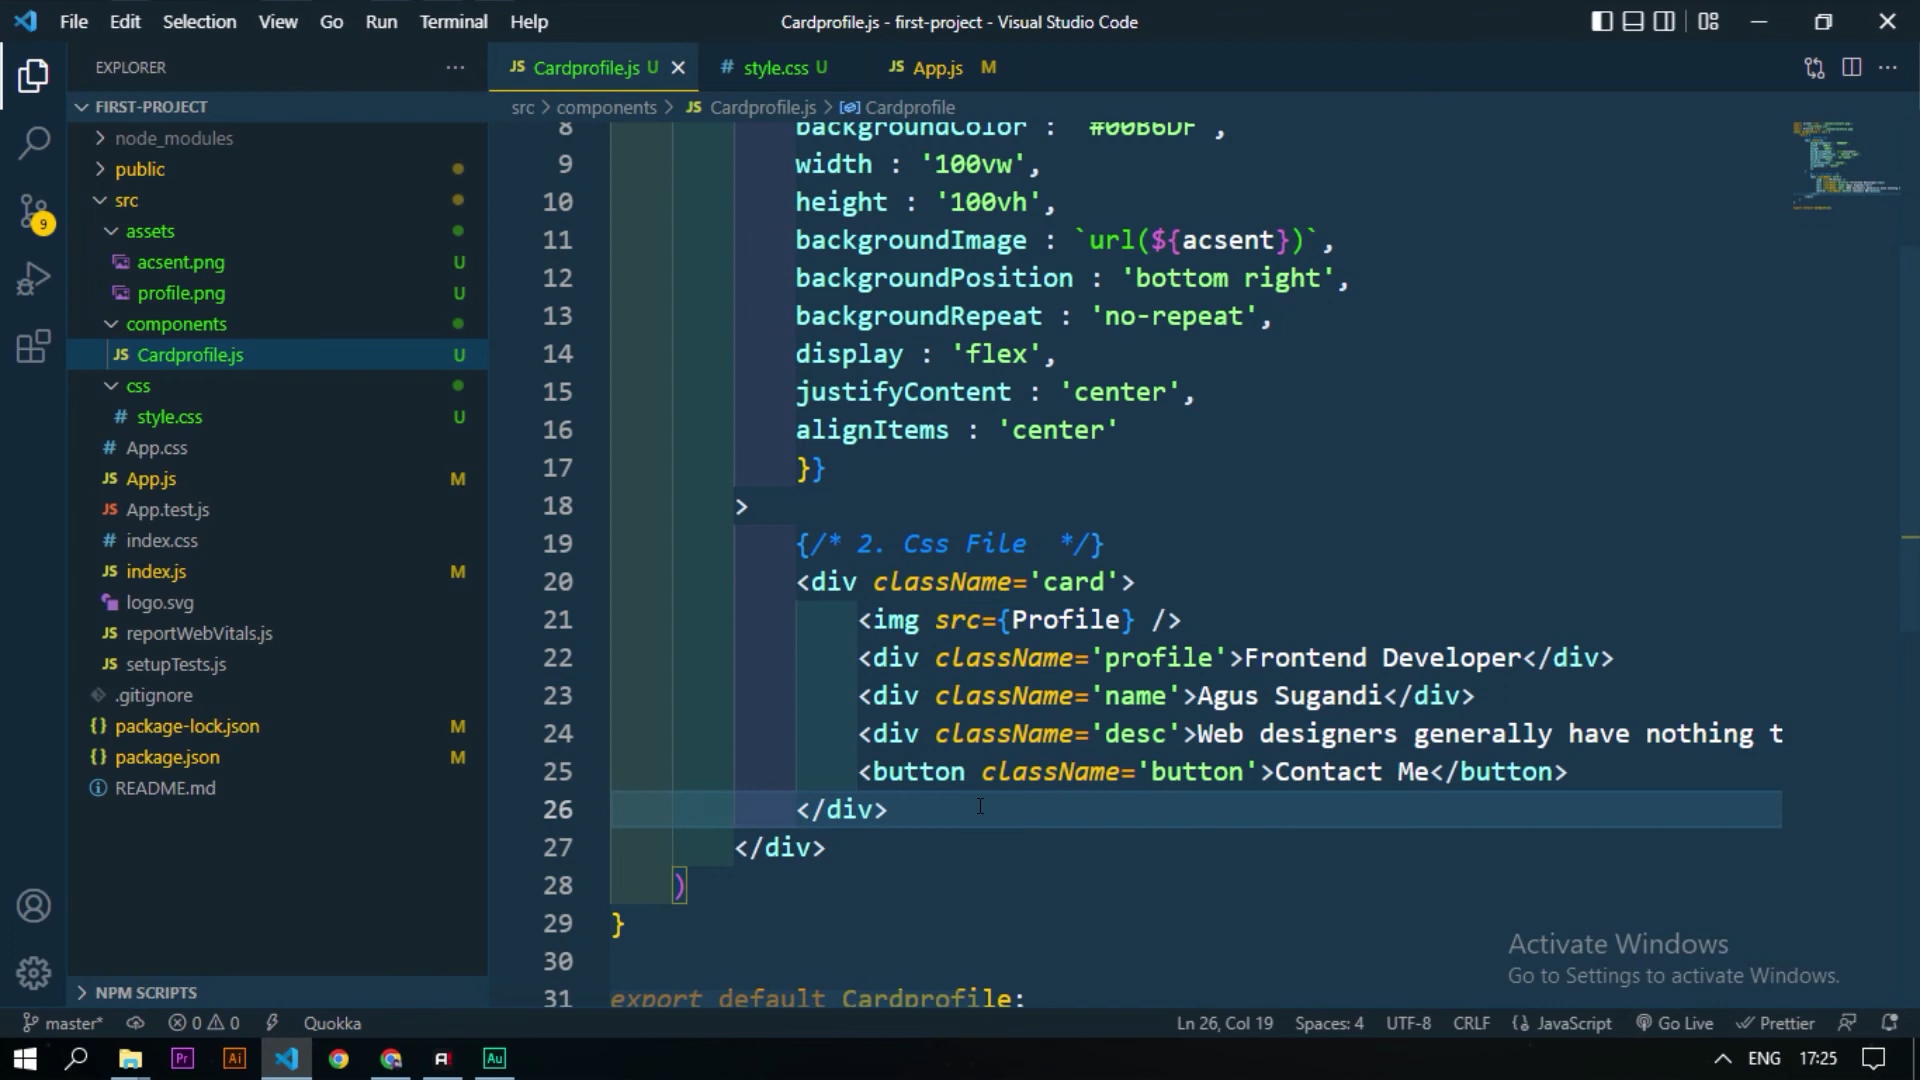 File Edit Selection View Go Run Terminal Help
Cardprofile.js - first-project - Visual Studio Code
EXPLORER
FIRST-PROJECT
node_modules
public
src
assets
acsent.png U
profile.png U
components
Cardprofile.js U
css
style.css U
App.css
JS App.js M
JS App.test.js
# index.css
JS index.js M
logo.svg
JS reportWebVitals.js
JS setupTests.js
.gitignore
{} package-lock.json M
{} package.json M
README.md
NPM SCRIPTS
9
JS Cardprofile.js U
# style.css U
JS App.js M
src > components > JS Cardprofile.js > Cardprofile
8 backgroundColor : '#00B6DF',
9 width : '100vw',
10 height : '100vh',
11 backgroundImage : `url(${acsent})`,
12 backgroundPosition : 'bottom right',
13 backgroundRepeat : 'no-repeat',
14 display : 'flex',
15 justifyContent : 'center',
16 alignItems : 'center'
17 }}
18 >
19 {/* 2. Css File  */}
20 <div className='card'>
21 <img src={Profile} />
22 <div className='profile'>Frontend Developer</div>
23 <div className='name'>Agus Sugandi</div>
24 <div className='desc'>Web designers generally have nothing t
25 <button className='button'>Contact Me</button>
26 </div>
27 </div>
28 )
29 }
30
31 export default Cardprofile;
Activate Windows
Go to Settings to activate Windows.
master* 0 0 Quokka
Ln 26, Col 19 Spaces: 4 UTF-8 CRLF {} JavaScript Go Live Prettier
Pr Ai Au
ENG 17:25